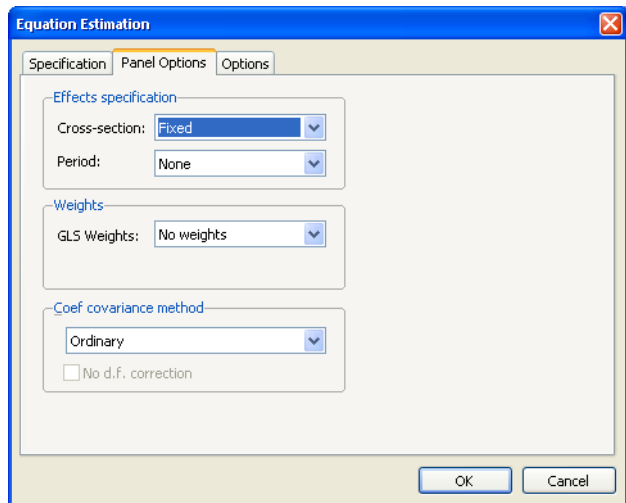 Equation Estimation
Specification Panel Options Options
Effects specification
Cross-section: Fixed
Period: None
Weights
GLS Weights: No weights
Coef covariance method
Ordinary
No d.f. correction
OK Cancel